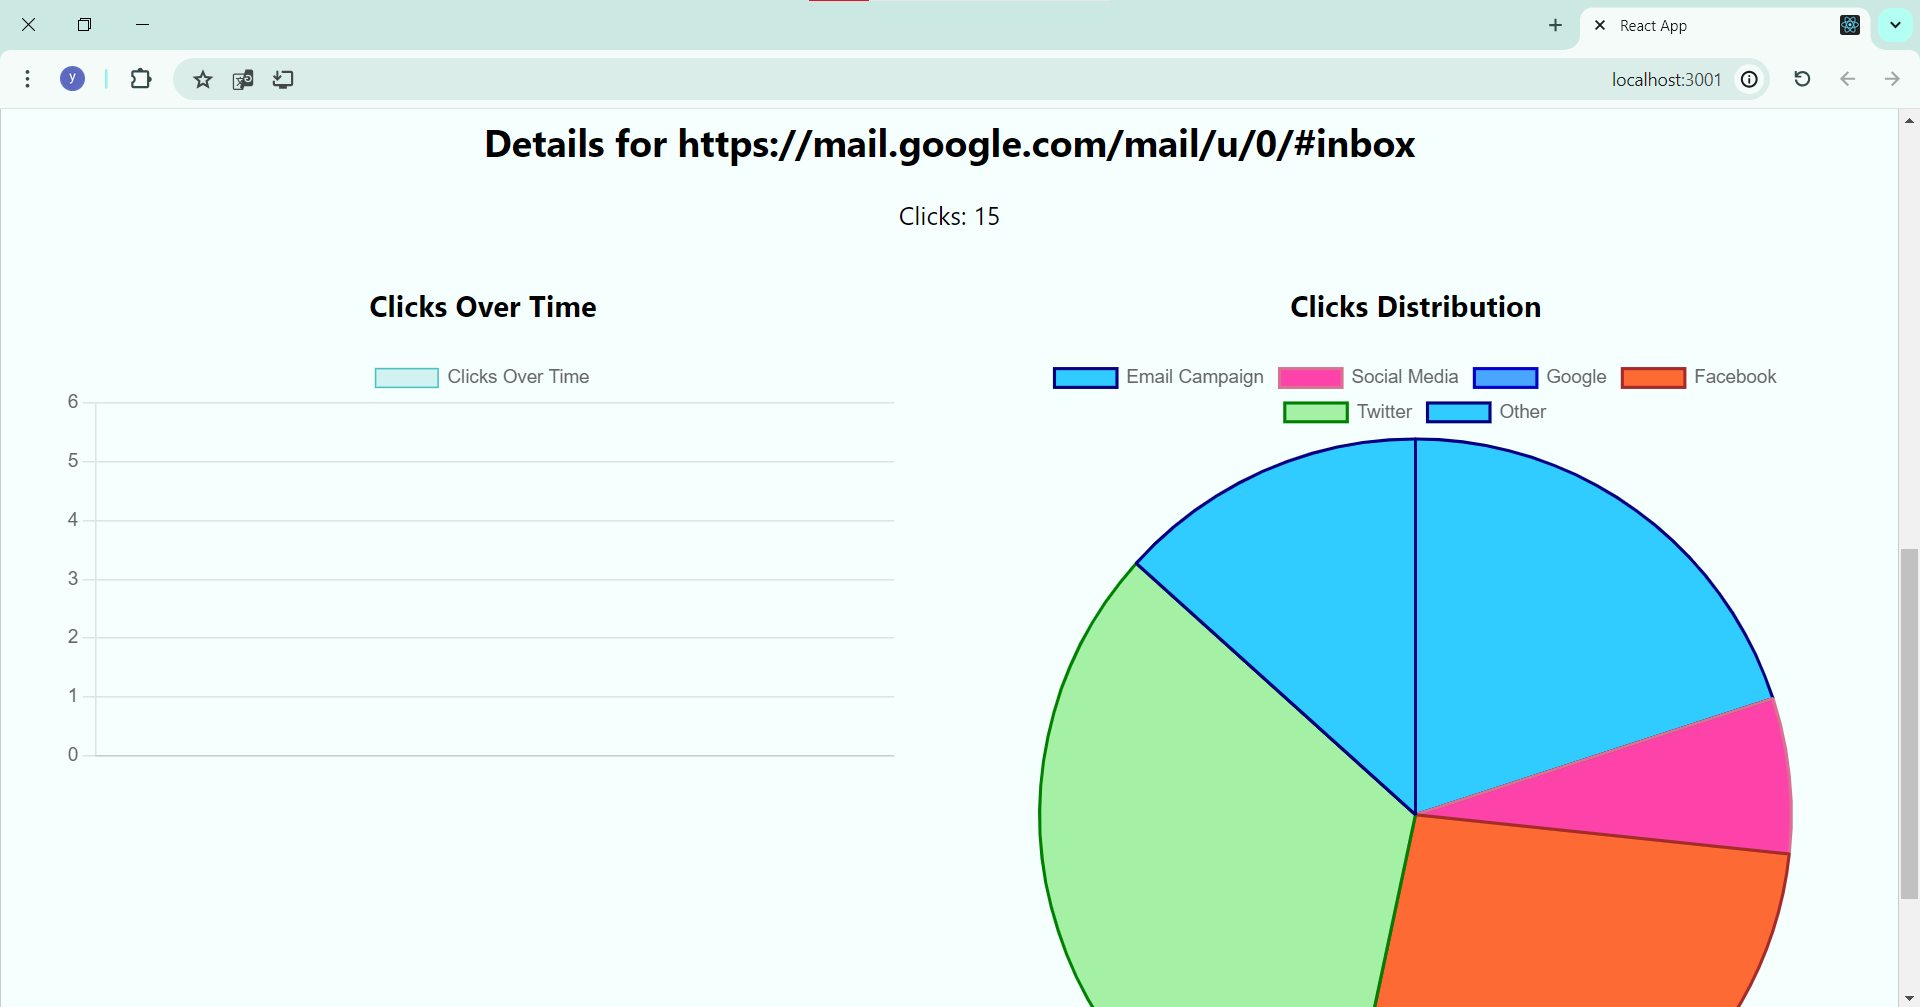 React App
y
localhost:3001
Details for https://mail.google.com/mail/u/0/#inbox
Clicks: 15
Clicks Over Time
Clicks Over Time
6
5
4
3
2
1
0
Clicks Distribution
Email Campaign Social Media Google Facebook
Twitter Other